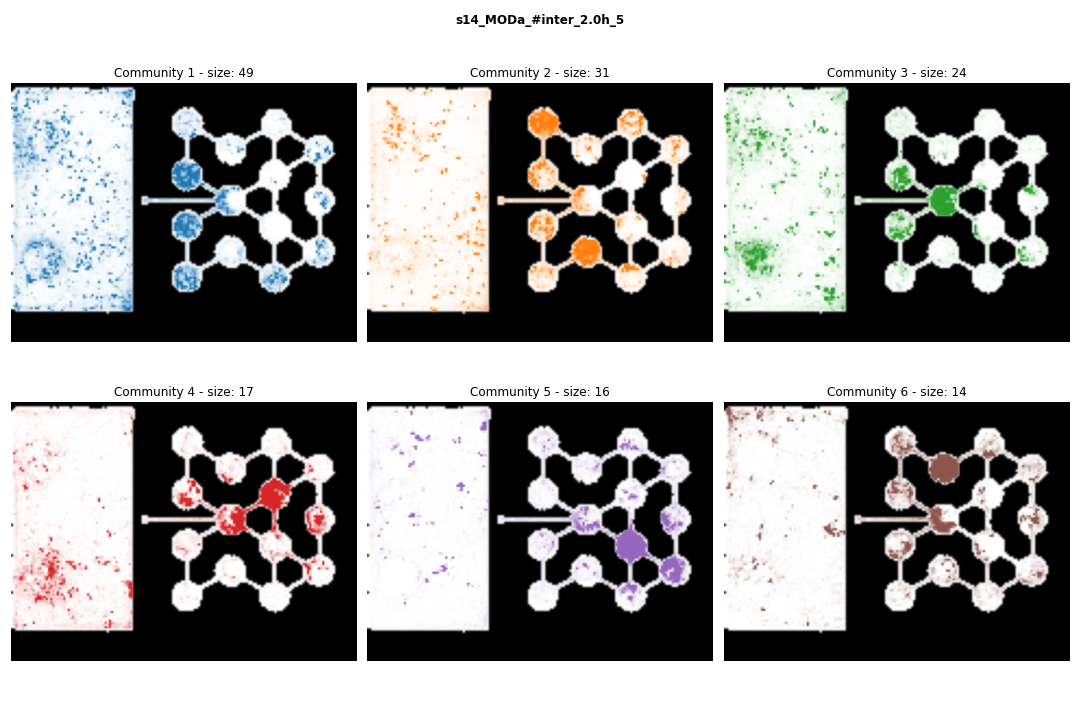 s14_MODa_#inter_2.0h_5
Community 1 - size: 49
Community 2 - size: 31
Community 3 - size: 24
Community 4 - size: 17
Community 5 - size: 16
Community 6 - size: 14